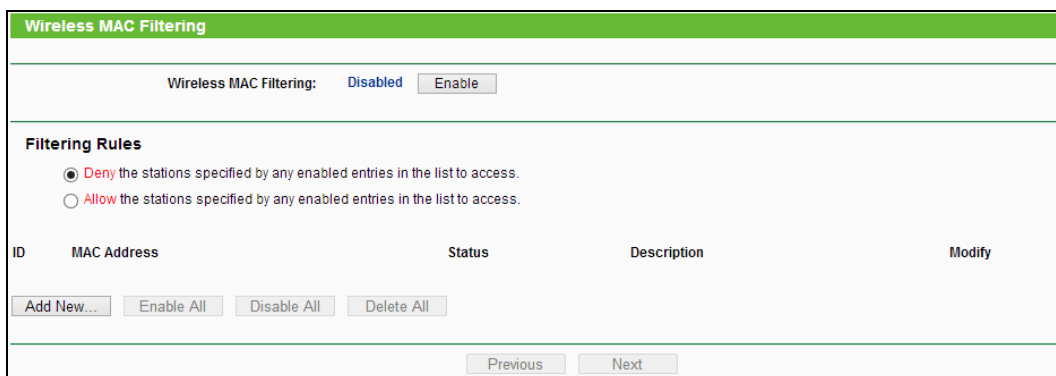 Wireless MAC Filtering
Wireless MAC Filtering: Disabled Enable
Filtering Rules
Deny the stations specified by any enabled entries in the list to access.
Allow the stations specified by any enabled entries in the list to access.
ID MAC Address Status Description Modify
Add New... Enable All Disable All Delete All
Previous Next